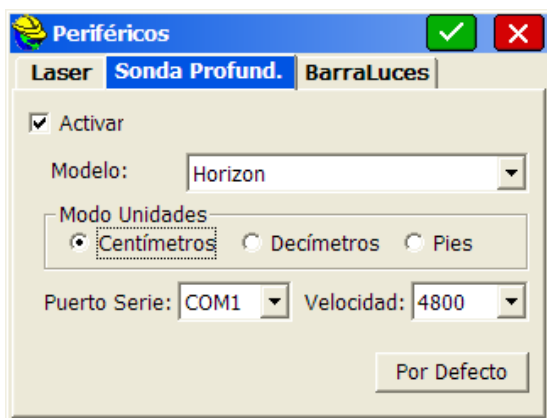 Periféricos
Laser Sonda Profund. BarraLuces
Activar
Modelo: Horizon
Modo Unidades
Centímetros Decímetros Pies
Puerto Serie: COM1 Velocidad: 4800
Por Defecto